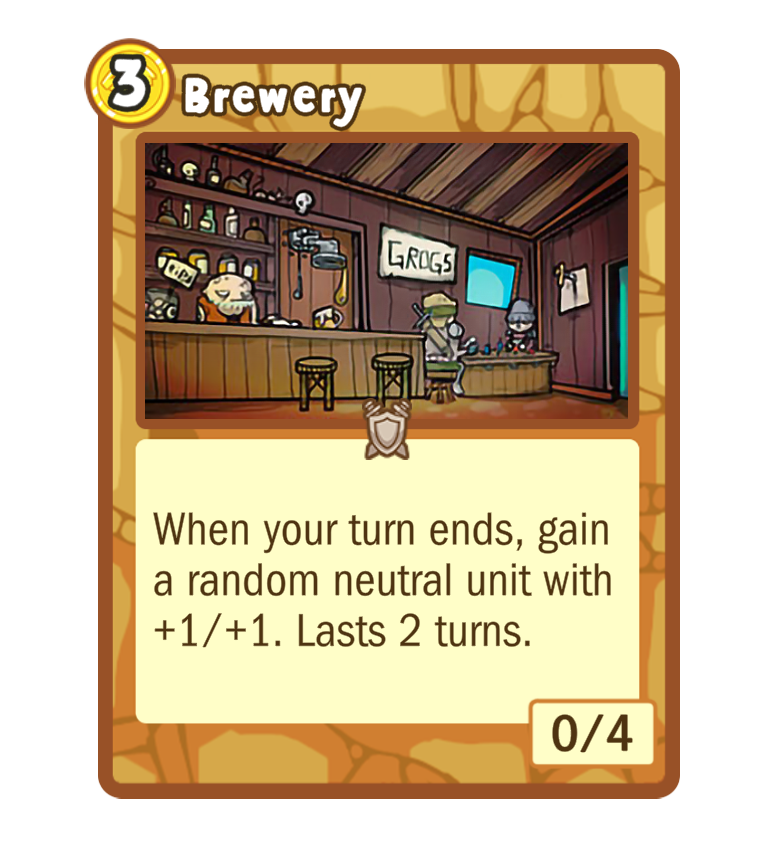 3
Brewery
GROGS
TIPS
When your turn ends, gain
a random neutral unit with
+1/+1. Lasts 2 turns.
0/4